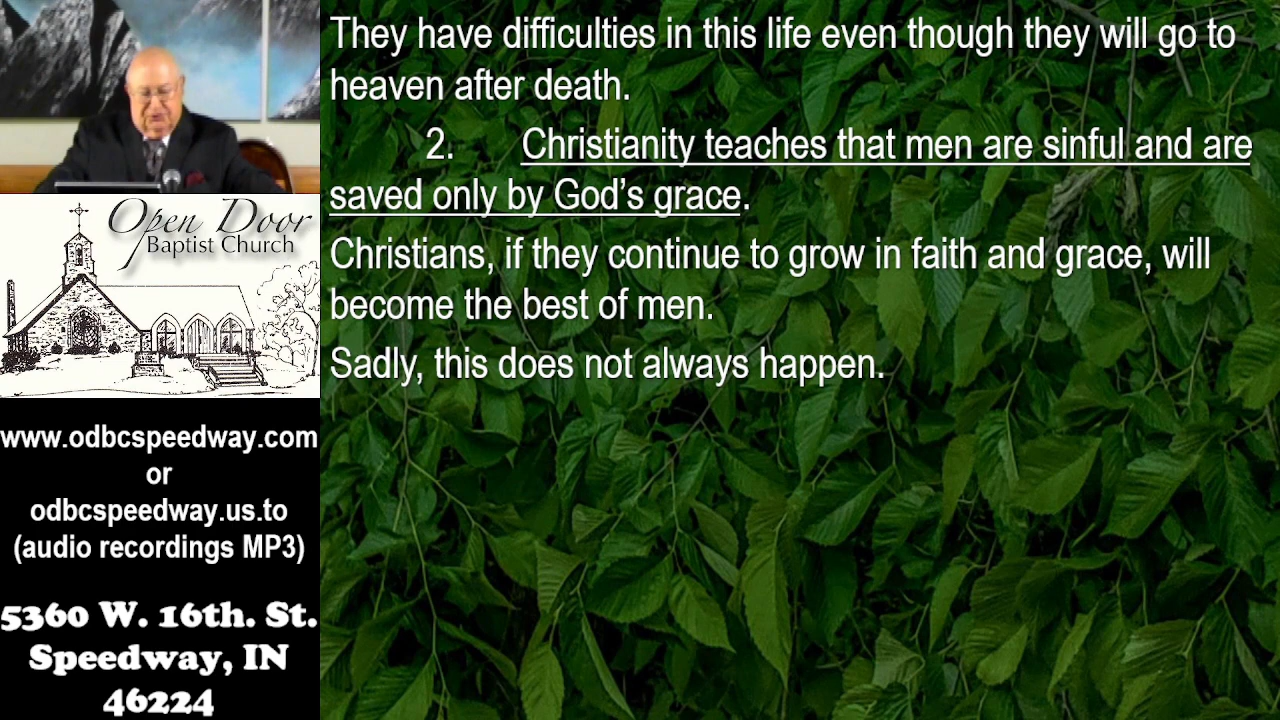 They have difficulties in this life even though they will go to
heaven after death.
2. Christianity teaches that men are sinful and are
saved only by God’s grace.
Christians, if they continue to grow in faith and grace, will
become the best of men.
Sadly, this does not always happen.
Open Door
Baptist Church
www.odbcspeedway.com
or
odbcspeedway.us.to
(audio recordings MP3)
5360 W. 16th. St.
Speedway, IN
46224